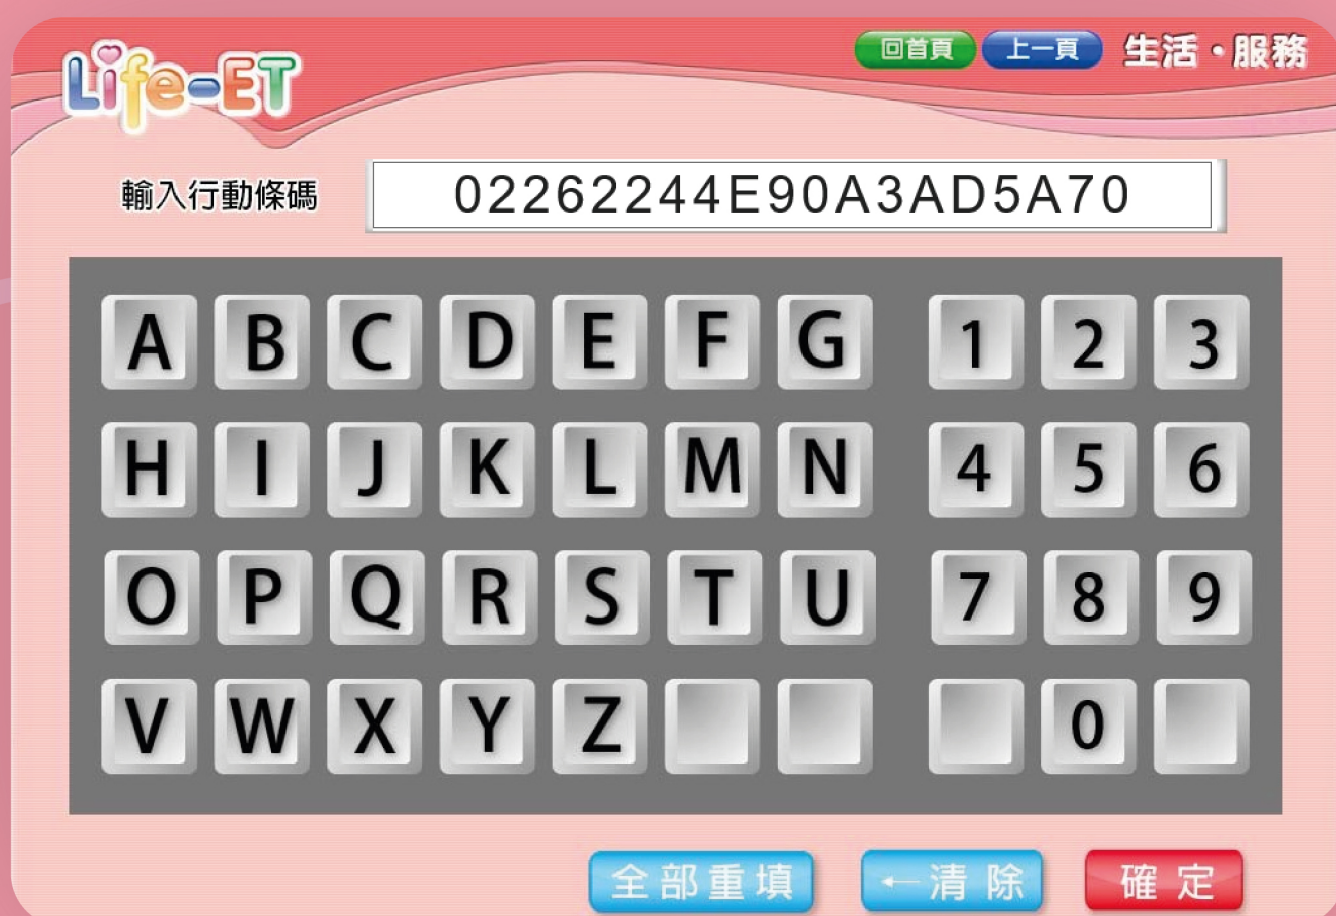 Life-ET
回首頁 上一頁 生活・服務
輸入行動條碼 02262244E90A3AD5A70
A B C D E F G 1 2 3
H I J K L M N 4 5 6
O P Q R S T U 7 8 9
V W X Y Z 0
全部重填 ←清除 確定